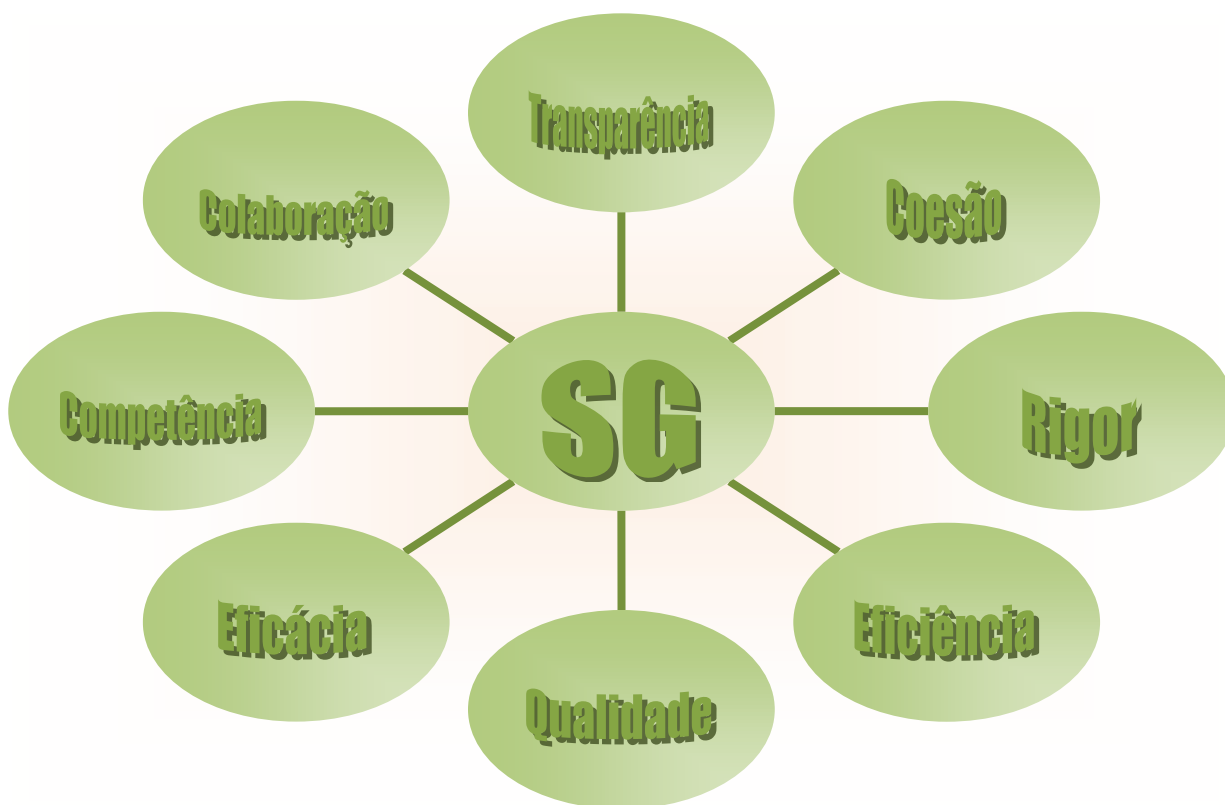 Transparência
Colaboração
Coesão
SG
Competência
Rigor
Eficácia
Eficiência
Qualidade